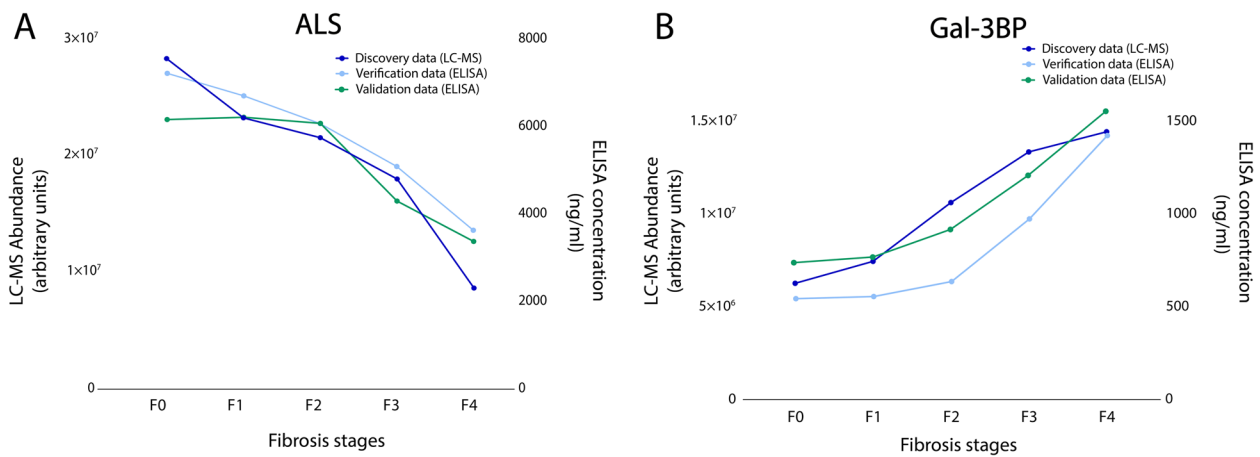 A
ALS
3×10⁷
2×10⁷
1×10⁷
0
LC-MS Abundance
(arbitrary units)
Discovery data (LC-MS)
Verification data (ELISA)
Validation data (ELISA)
8000
6000
4000
2000
0
ELISA concentration
(ng/ml)
F0 F1 F2 F3 F4
Fibrosis stages
B
Gal-3BP
1.5×10⁷
1×10⁷
5×10⁶
0
LC-MS Abundance
(arbitrary units)
Discovery data (LC-MS)
Verification data (ELISA)
Validation data (ELISA)
1500
1000
500
0
ELISA concentration
(ng/ml)
F0 F1 F2 F3 F4
Fibrosis stages